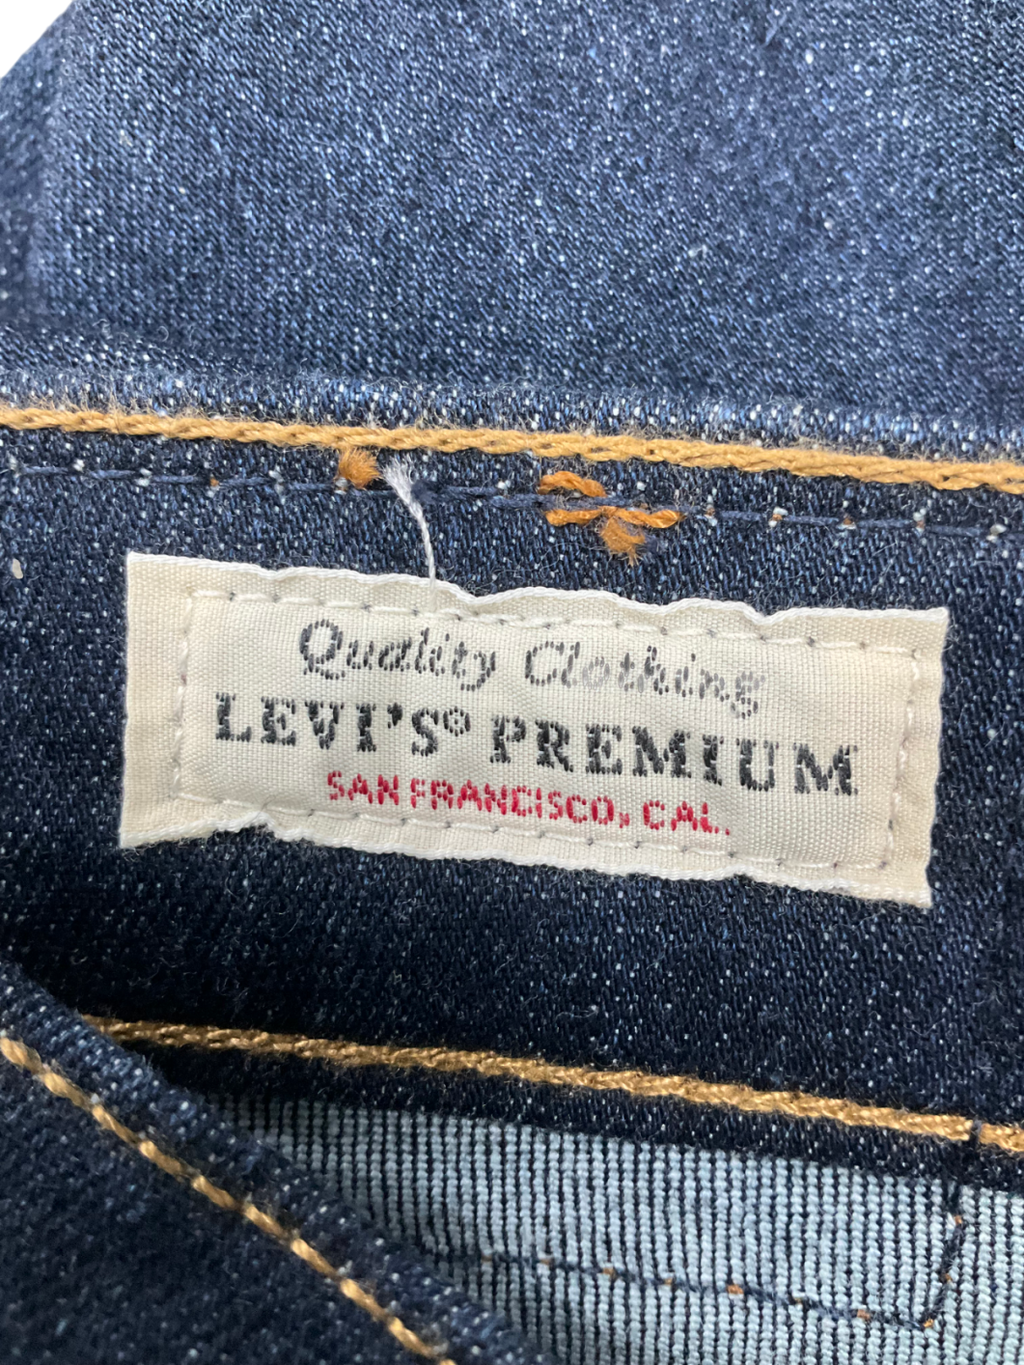 Quality Clothing
LEVI'S® PREMIUM
SAN FRANCISCO, CAL.